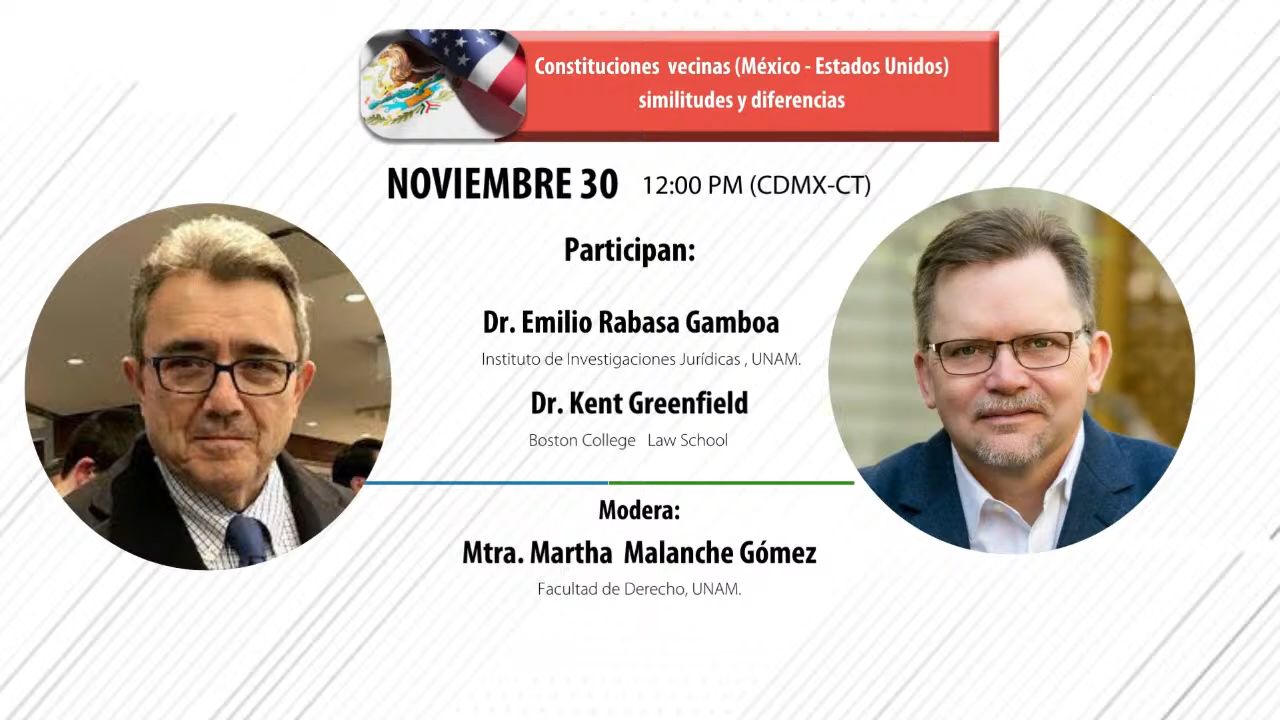 Constituciones vecinas (México - Estados Unidos)
similitudes y diferencias
NOVIEMBRE 30 12:00 PM (CDMX-CT)
Participan:
Dr. Emilio Rabasa Gamboa
Instituto de Investigaciones Jurídicas , UNAM.
Dr. Kent Greenfield
Boston College Law School
Modera:
Mtra. Martha Malanche Gómez
Facultad de Derecho, UNAM.